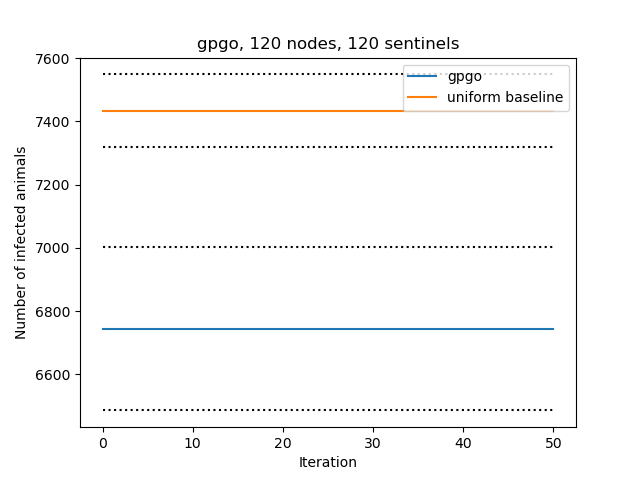 gpgo, 120 nodes, 120 sentinels
7600
7400
7200
7000
6800
6600
Number of infected animals
gpgo
uniform baseline
0 10 20 30 40 50
Iteration